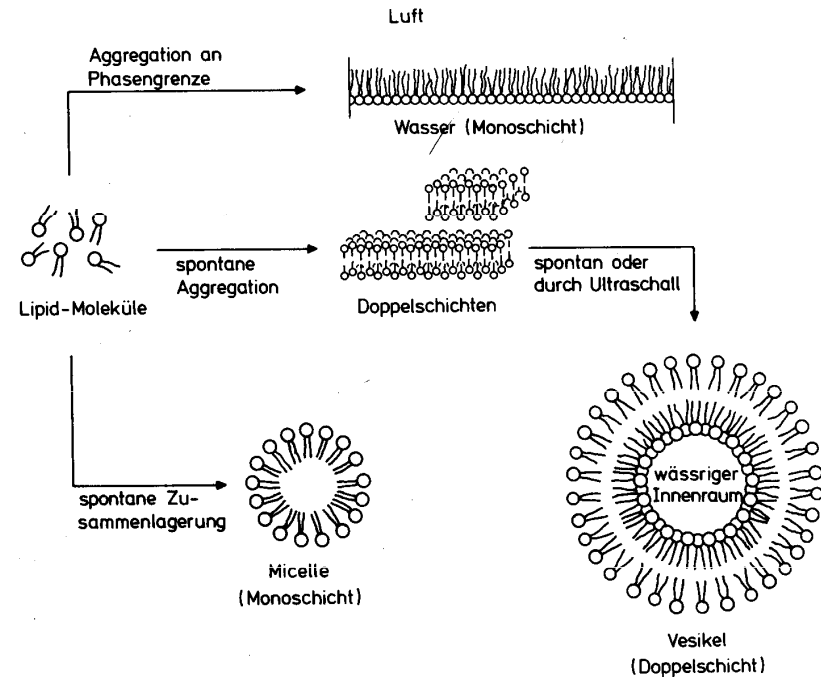 Luft
Aggregation an
Phasengrenze
Wasser (Monoschicht)
spontane
Aggregation
spontan oder
durch Ultraschall
Lipid-Moleküle
Doppelschichten
wässriger
Innenraum
spontane Zu-
sammenlagerung
Micelle
(Monoschicht)
Vesikel
(Doppelschicht)